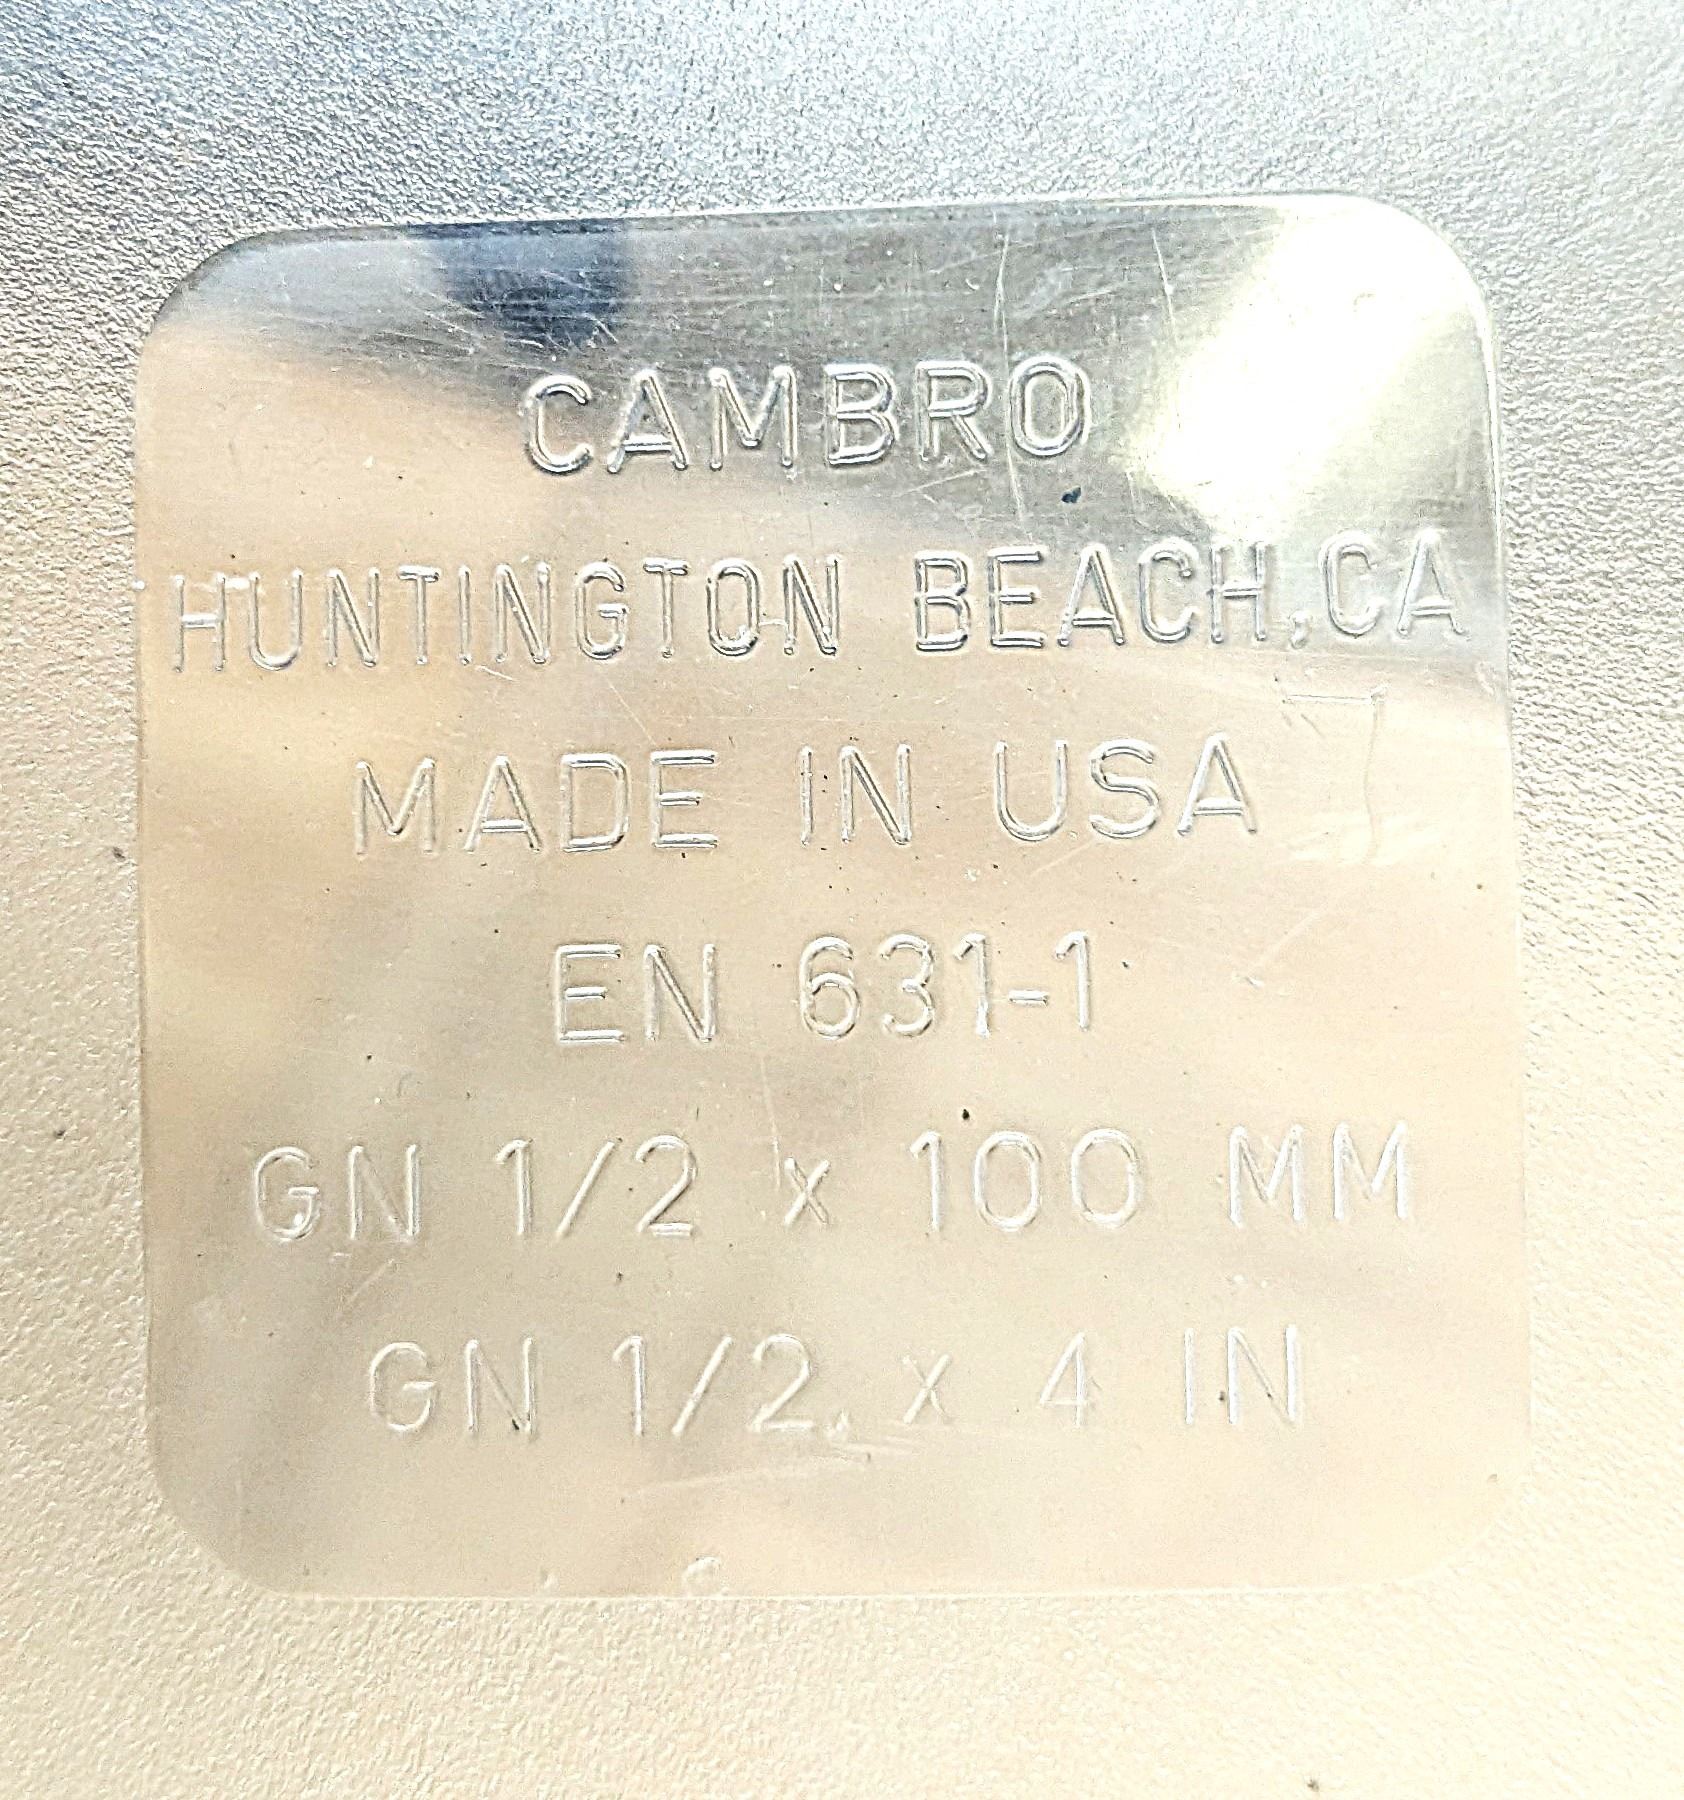 CAMBRO
HUNTINGTON BEACH, CA
MADE IN USA
EN 631-1
GN 1/2 x 100 MM
GN 1/2 x 4 IN